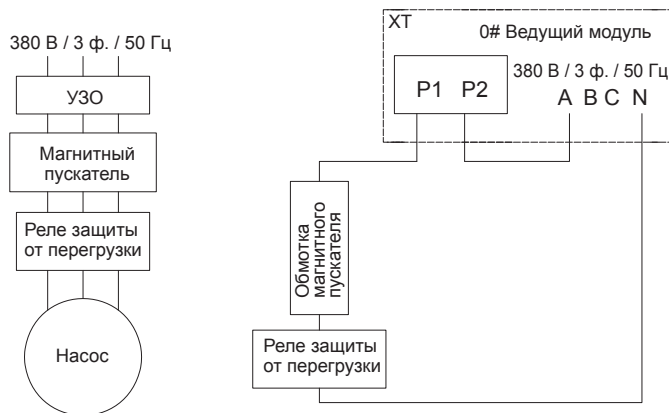 380 В / 3 ф. / 50 Гц
УЗО
Магнитный
пускатель
Реле защиты
от перегрузки
Насос
XT
0# Ведущий модуль
P1 P2
380 В / 3 ф. / 50 Гц
A B C N
Обмотка
магнитного
пускателя
Реле защиты
от перегрузки